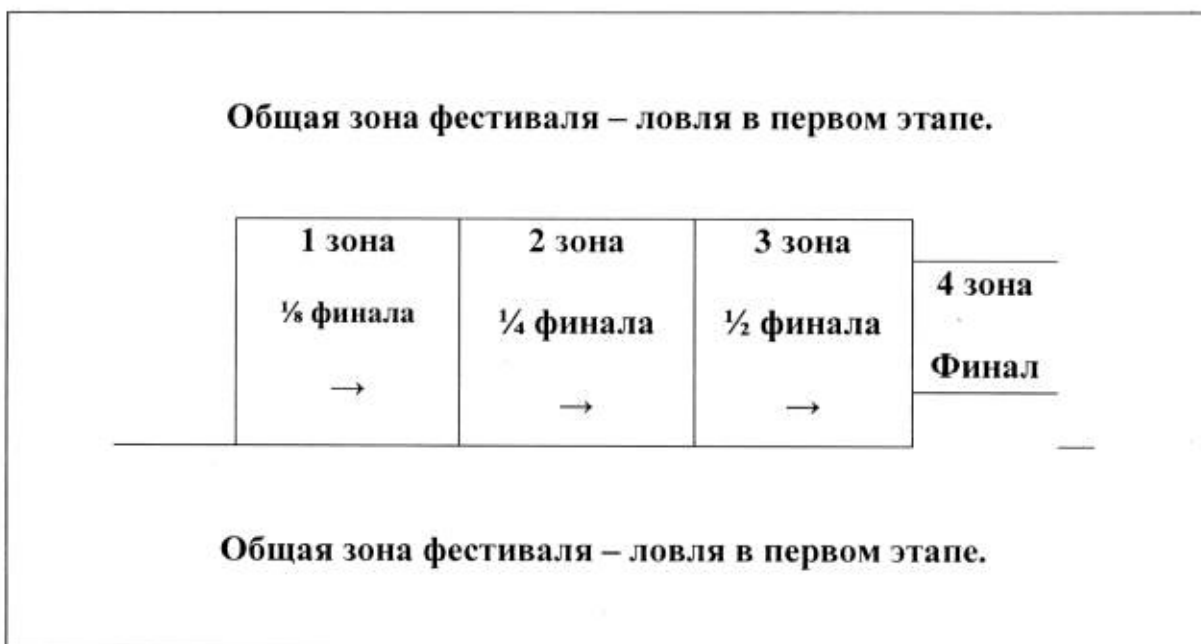 Общая зона фестиваля – ловля в первом этапе.
1 зона
⅛ финала
→
2 зона
¼ финала
→
3 зона
½ финала
→
4 зона
Финал
Общая зона фестиваля – ловля в первом этапе.